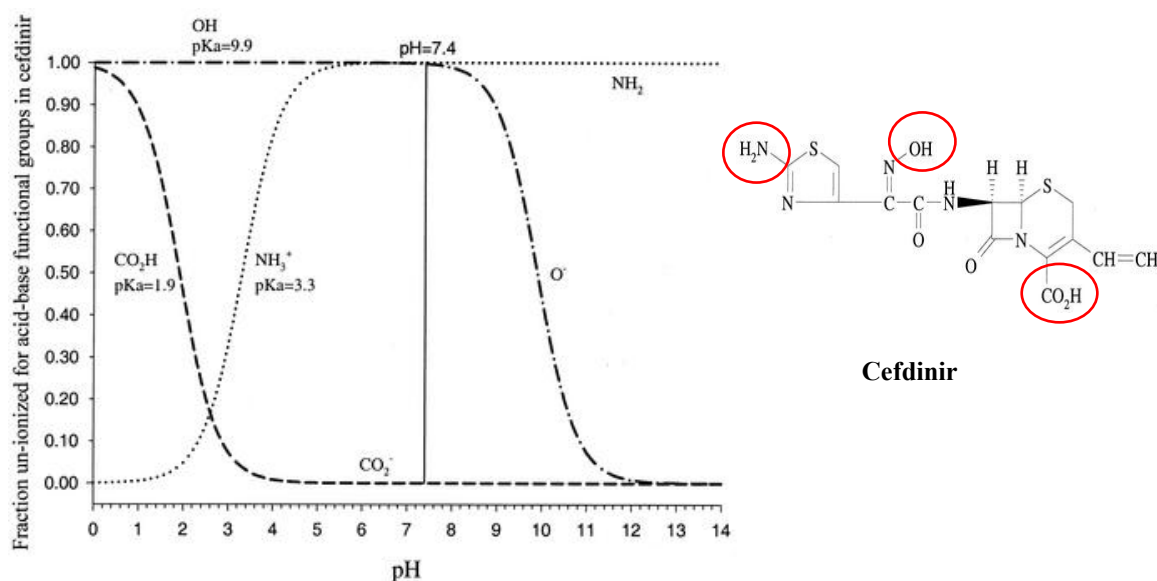 OH
pKa=9.9
pH=7.4
Fraction un-ionized for acid-base functional groups in cefdinir
1.00
0.90
0.80
0.70
0.60
0.50
0.40
0.30
0.20
0.10
0.00
NH₂
CO₂H
pKa=1.9
NH₃⁺
pKa=3.3
O⁻
CO₂⁻
0 1 2 3 4 5 6 7 8 9 10 11 12 13 14
pH
H₂N
S
N
OH
N
C
C
O
H
N
H
H
S
O
N
CH=CH₂
CO₂H
Cefdinir